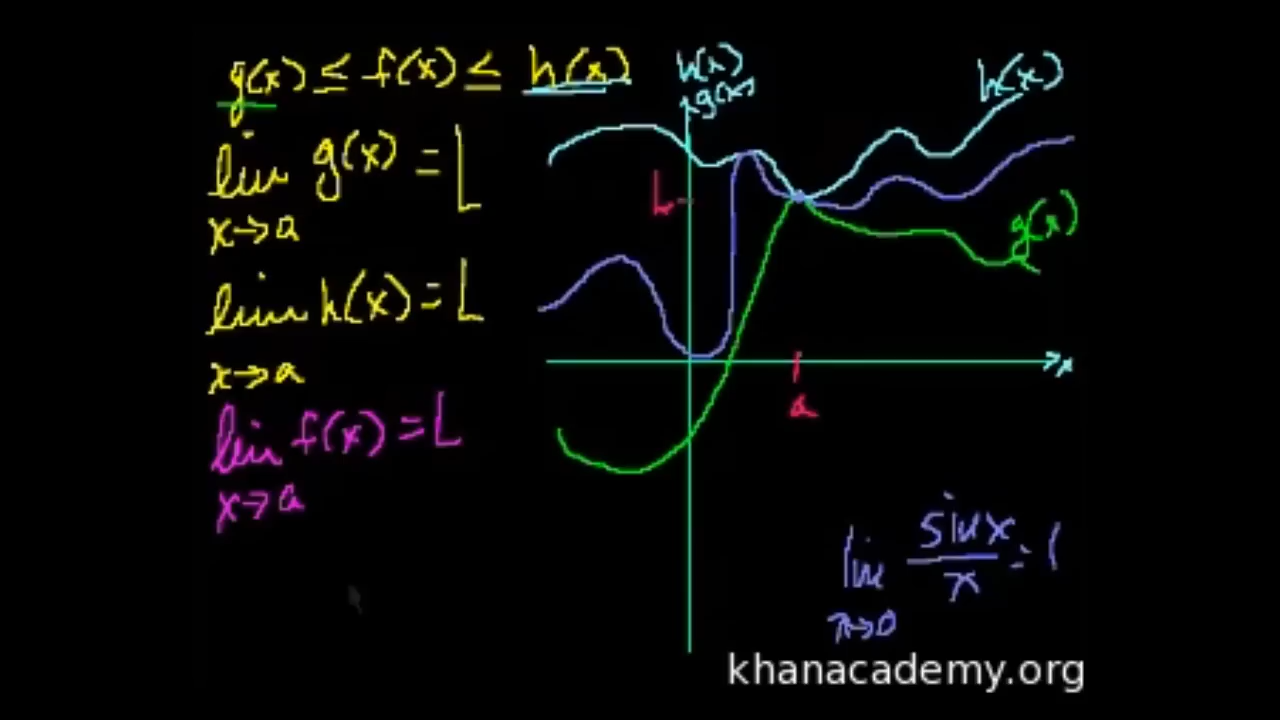 g(x) ≤ f(x) ≤ h(x)
lim g(x) = L
x→a
lim h(x) = L
x→a
lim f(x) = L
x→a
h(x)
g(x)
h(x)
L
g(x)
x
a
lim sin x / x = 1
x→0
khanacademy.org